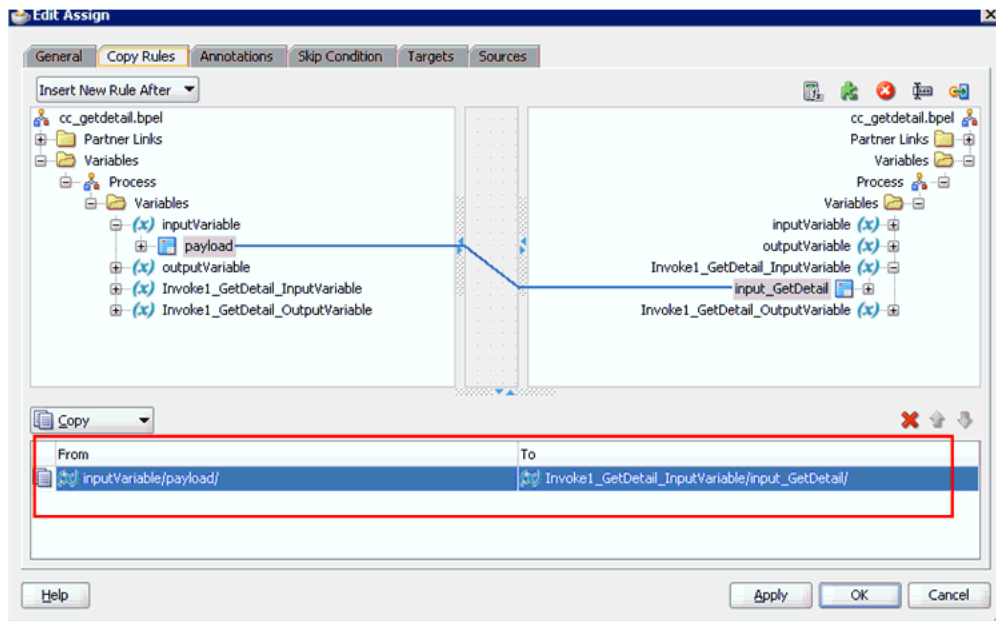 Edit Assign
General Copy Rules Annotations Skip Condition Targets Sources
Insert New Rule After
cc_getdetail.bpel
Partner Links
Variables
Process
Variables
(x) inputVariable
payload
(x) outputVariable
(x) Invoke1_GetDetail_InputVariable
(x) Invoke1_GetDetail_OutputVariable
cc_getdetail.bpel
Partner Links
Variables
Process
Variables
inputVariable (x)
outputVariable (x)
Invoke1_GetDetail_InputVariable (x)
input_GetDetail
Invoke1_GetDetail_OutputVariable (x)
Copy
From To
inputVariable/payload/ Invoke1_GetDetail_InputVariable/input_GetDetail/
Help Apply OK Cancel